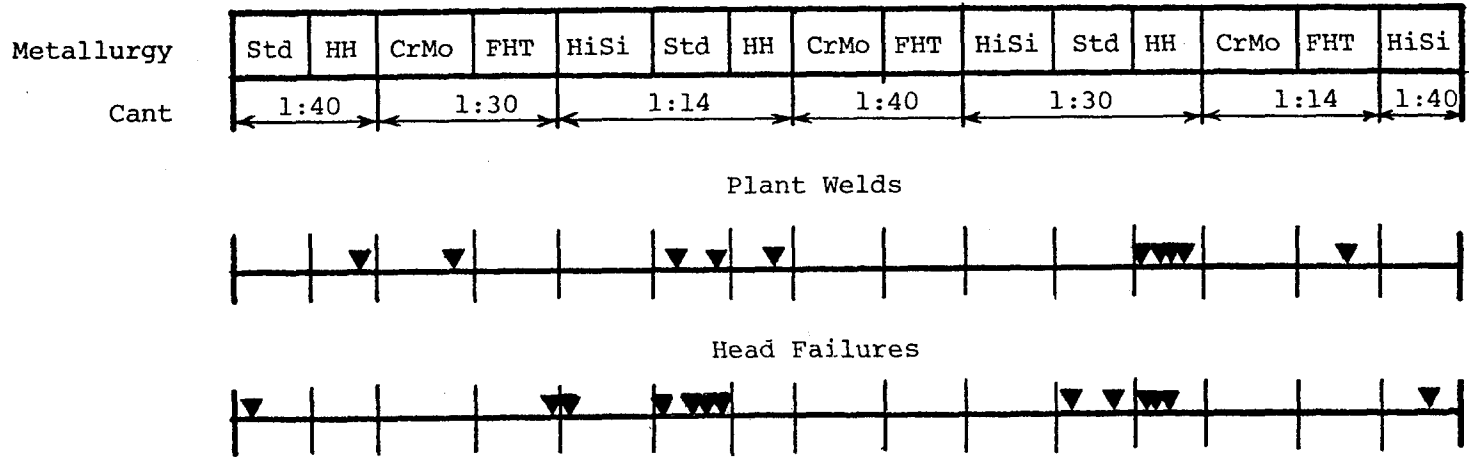 Metallurgy Std HH CrMo FHT HiSi Std HH CrMo FHT HiSi Std HH CrMo FHT HiSi
Cant 1:40 1:30 1:14 1:40 1:30 1:14 1:40
Plant Welds
Head Failures